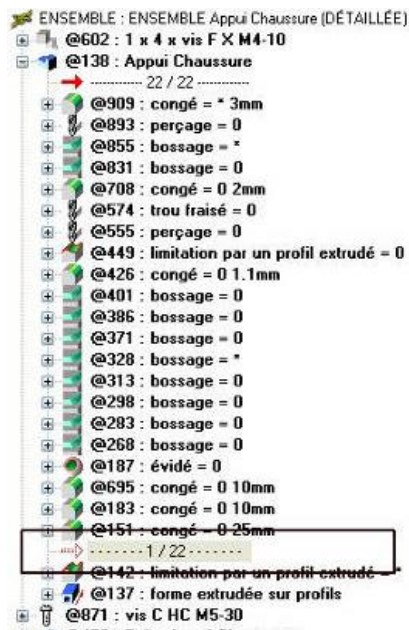 ENSEMBLE : ENSEMBLE Appui Chaussure (DÉTAILLÉE)
@602 : 1 x 4 x vis F X M4-10
@138 : Appui Chaussure
------------ 22 / 22 ------------
@909 : congé = * 3mm
@893 : perçage = 0
@855 : bossage = *
@831 : bossage = 0
@708 : congé = 0 2mm
@574 : trou fraisé = 0
@555 : perçage = 0
@449 : limitation par un profil extrudé = 0
@426 : congé = 0 1.1mm
@401 : bossage = 0
@386 : bossage = 0
@371 : bossage = 0
@328 : bossage = *
@313 : bossage = 0
@298 : bossage = 0
@283 : bossage = 0
@268 : bossage = 0
@187 : évidé = 0
@695 : congé = 0 10mm
@183 : congé = 0 10mm
@151 : congé = 0 25mm
- - - - - - - 1 / 22 - - - - - - -
@142 : limitation par un profil extrudé = *
@137 : forme extrudée sur profils
@871 : vis C HC M5-30